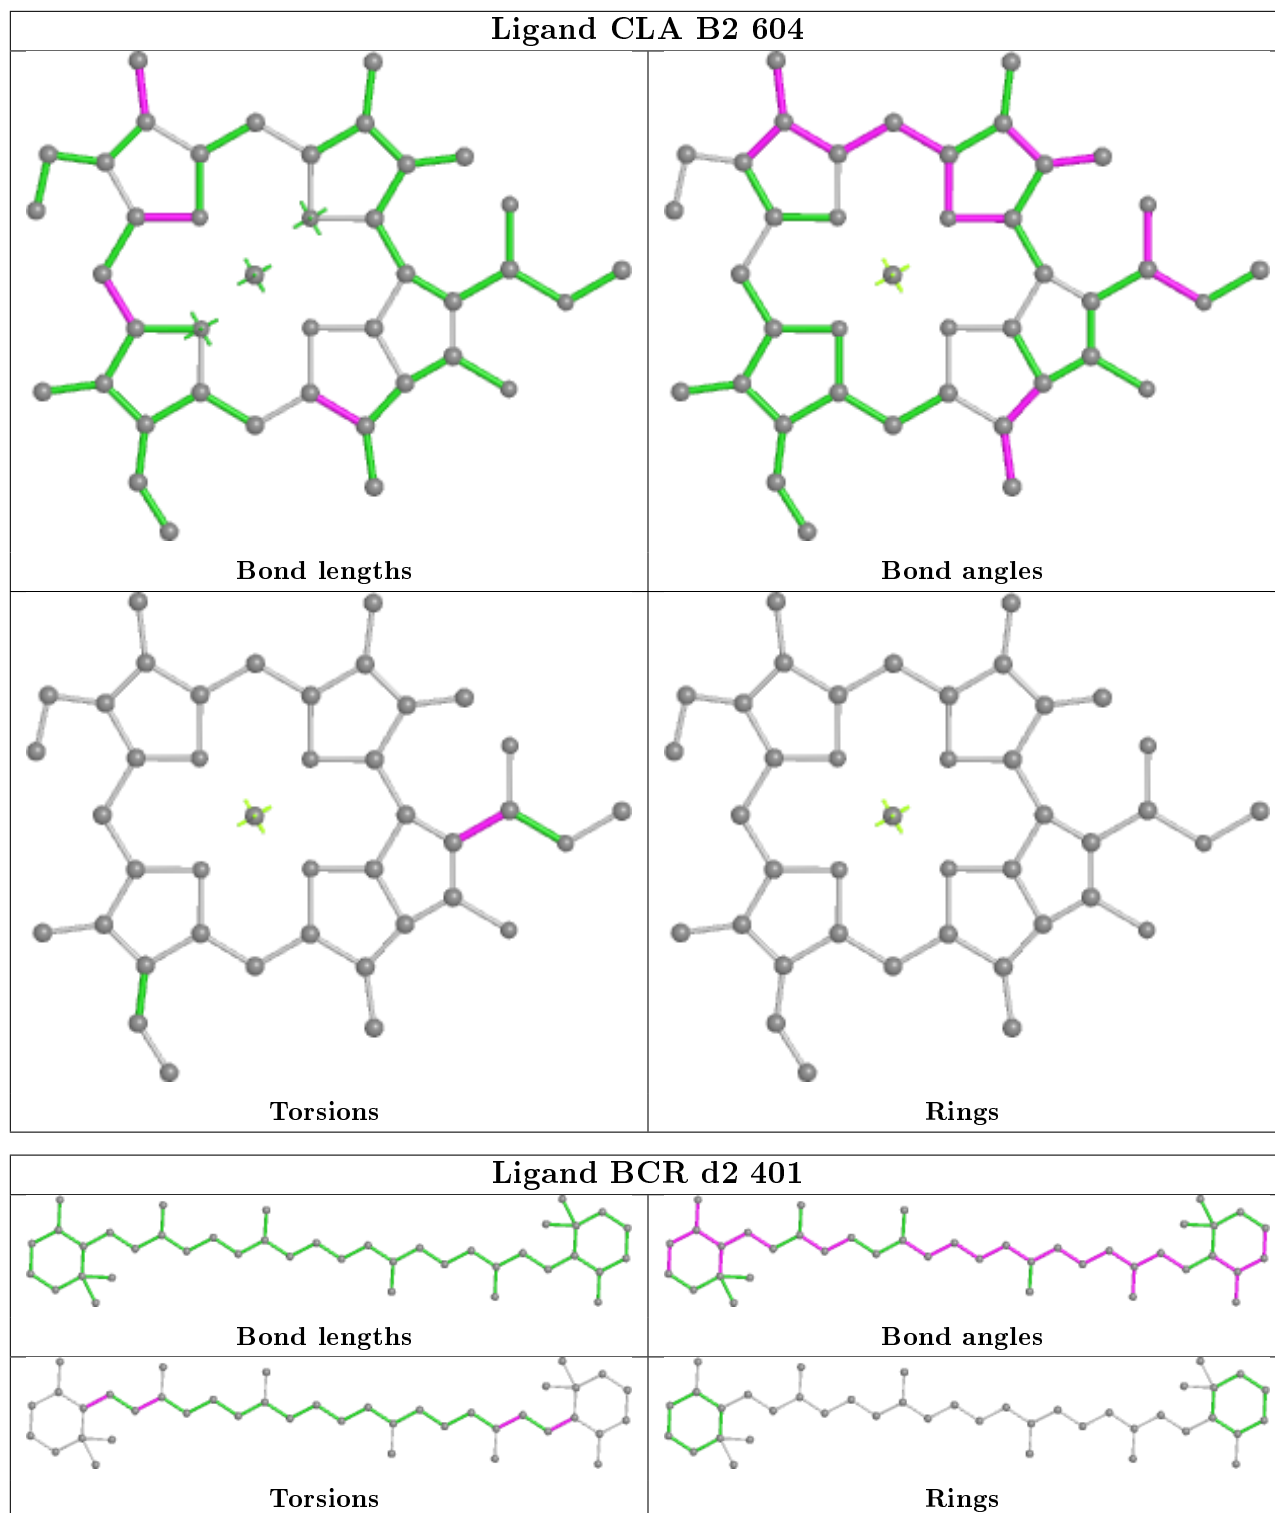 Ligand CLA B2 604
Bond lengths
Bond angles
Torsions
Rings
Ligand BCR d2 401
Bond lengths
Bond angles
Torsions
Rings